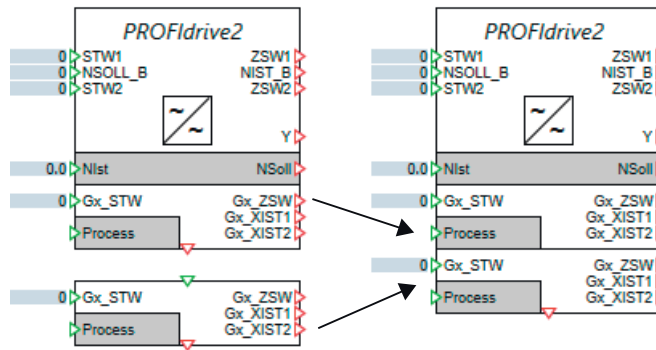 PROFIdrive2
0 STW1 ZSW1
0 NSOLL_B NIST_B
0 STW2 ZSW2
~
~
Y
0.0 NIst NSoll
0 Gx_STW Gx_ZSW
Gx_XIST1
Process Gx_XIST2
0 Gx_STW Gx_ZSW
Gx_XIST1
Process Gx_XIST2
PROFIdrive2
0 STW1 ZSW1
0 NSOLL_B NIST_B
0 STW2 ZSW2
~
~
Y
0.0 NIst NSoll
0 Gx_STW Gx_ZSW
Gx_XIST1
Process Gx_XIST2
0 Gx_STW Gx_ZSW
Gx_XIST1
Process Gx_XIST2